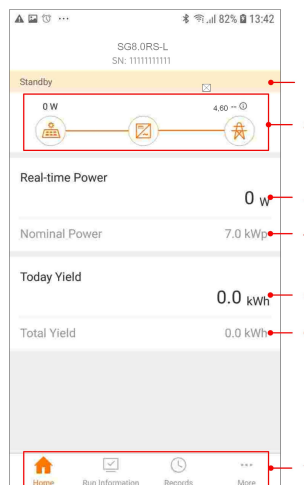 82% 13:42
SG8.0RS-L
SN: 11111111111
Standby
0 W
4.60 --
Real-time Power
0 W
Nominal Power 7.0 kWp
Today Yield
0.0 kWh
Total Yield 0.0 kWh
Home Run Information Records More